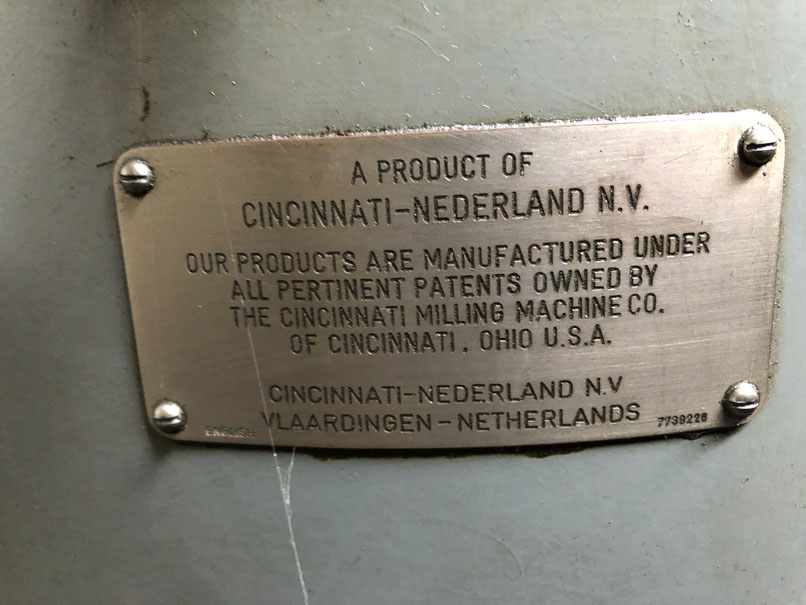 A PRODUCT OF
CINCINNATI-NEDERLAND N.V.
OUR PRODUCTS ARE MANUFACTURED UNDER
ALL PERTINENT PATENTS OWNED BY
THE CINCINNATI MILLING MACHINE CO.
OF CINCINNATI. OHIO U.S.A.
CINCINNATI-NEDERLAND N.V
VLAARDINGEN-NETHERLANDS
ENGLISH 7739226